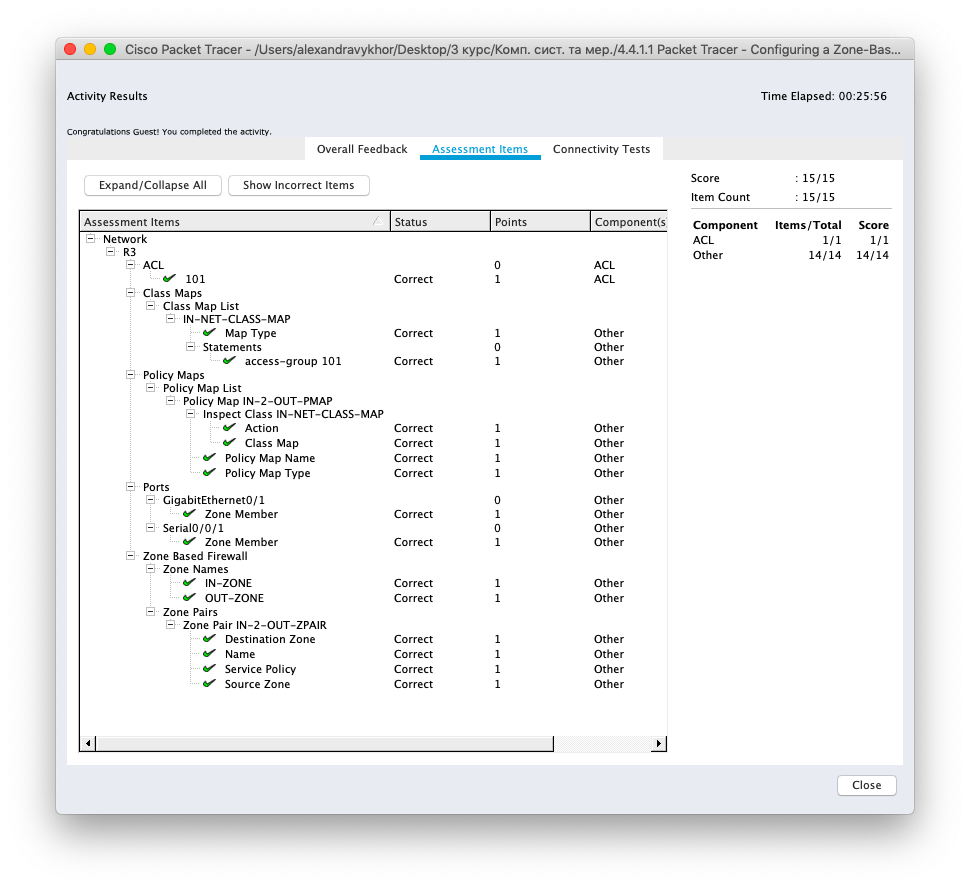 Cisco Packet Tracer - /Users/alexandravykhor/Desktop/3 курс/Комп. сист. та мер./4.4.1.1 Packet Tracer - Configuring a Zone-Bas...
Activity Results
Time Elapsed: 00:25:56
Congratulations Guest! You completed the activity.
Overall Feedback Assessment Items Connectivity Tests
Expand/Collapse All Show Incorrect Items
Assessment Items Status Points Component(s
Network
R3
ACL 0 ACL
101 Correct 1 ACL
Class Maps
Class Map List
IN-NET-CLASS-MAP
Map Type Correct 1 Other
Statements 0 Other
access-group 101 Correct 1 Other
Policy Maps
Policy Map List
Policy Map IN-2-OUT-PMAP
Inspect Class IN-NET-CLASS-MAP
Action Correct 1 Other
Class Map Correct 1 Other
Policy Map Name Correct 1 Other
Policy Map Type Correct 1 Other
Ports
GigabitEthernet0/1 0 Other
Zone Member Correct 1 Other
Serial0/0/1 0 Other
Zone Member Correct 1 Other
Zone Based Firewall
Zone Names
IN-ZONE Correct 1 Other
OUT-ZONE Correct 1 Other
Zone Pairs
Zone Pair IN-2-OUT-ZPAIR
Destination Zone Correct 1 Other
Name Correct 1 Other
Service Policy Correct 1 Other
Source Zone Correct 1 Other
Score : 15/15
Item Count : 15/15
Component Items/Total Score
ACL 1/1 1/1
Other 14/14 14/14
Close